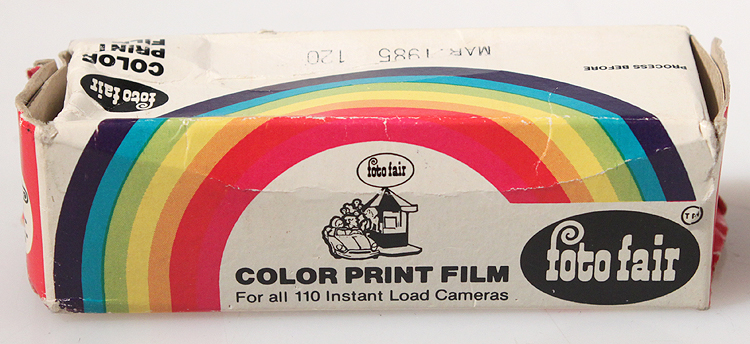 PROCESS BEFORE
MAR. 1985 120
COLOR
PRINT
FILM
foto fair
foto fair
COLOR PRINT FILM
For all 110 Instant Load Cameras
foto fair
TM